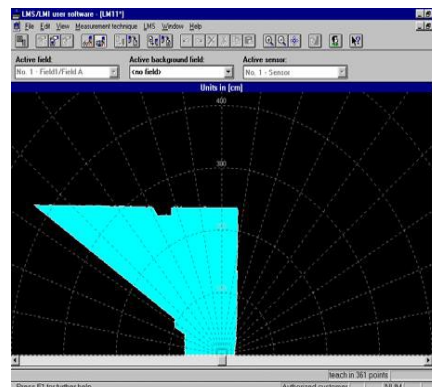 LMS/LMI user software - [LM11*]
File Edit View Measurement technique LMS Window Help
Active field: Active background field: Active sensor:
No. 1 - Field1/Field A <no field> No. 1 - Sensor
Units in [cm]
400
300
teach in 361 points
Press F1 for further help Authorized customer NUM